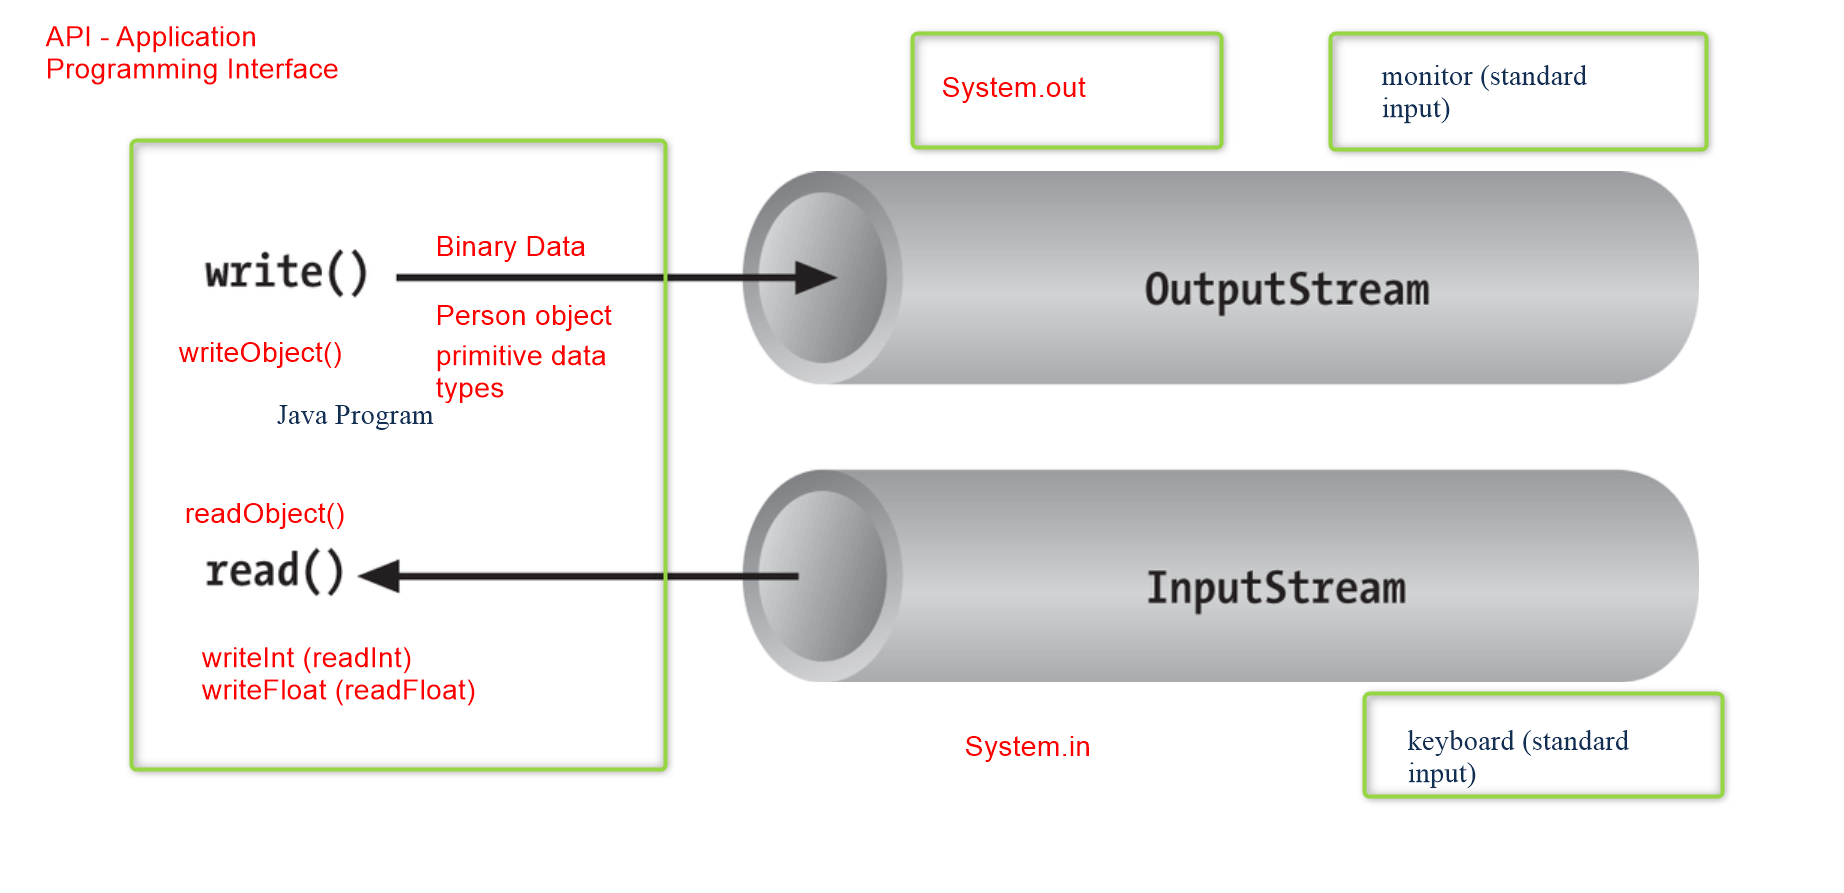 API - Application
Programming Interface
System.out
monitor (standard
input)
Binary Data
write()
OutputStream
Person object
writeObject()
primitive data
types
Java Program
readObject()
read()
InputStream
writeInt (readInt)
writeFloat (readFloat)
System.in
keyboard (standard
input)